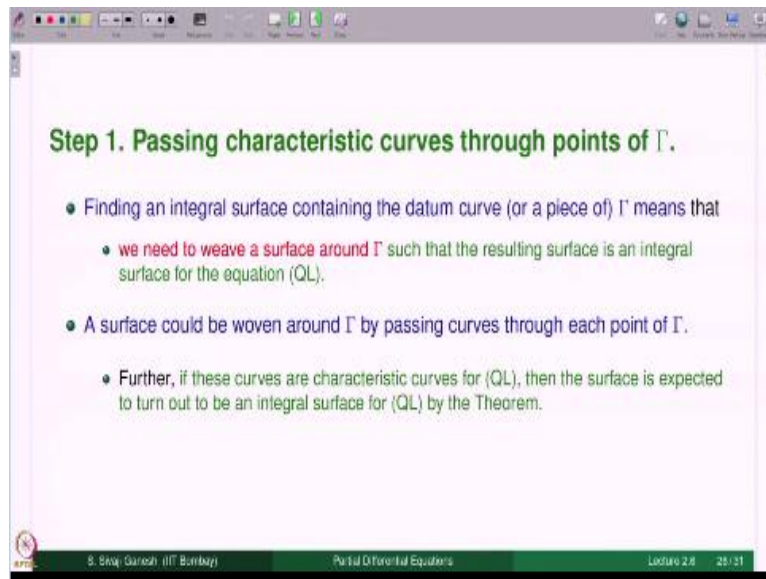 Step 1. Passing characteristic curves through points of Γ.
Finding an integral surface containing the datum curve (or a piece of) Γ means that
we need to weave a surface around Γ such that the resulting surface is an integral
surface for the equation (QL).
A surface could be woven around Γ by passing curves through each point of Γ.
Further, if these curves are characteristic curves for (QL), then the surface is expected
to turn out to be an integral surface for (QL) by the Theorem.
S. Sivaji Ganesh (IIT Bombay) Partial Differential Equations Lecture 2.6 26/31